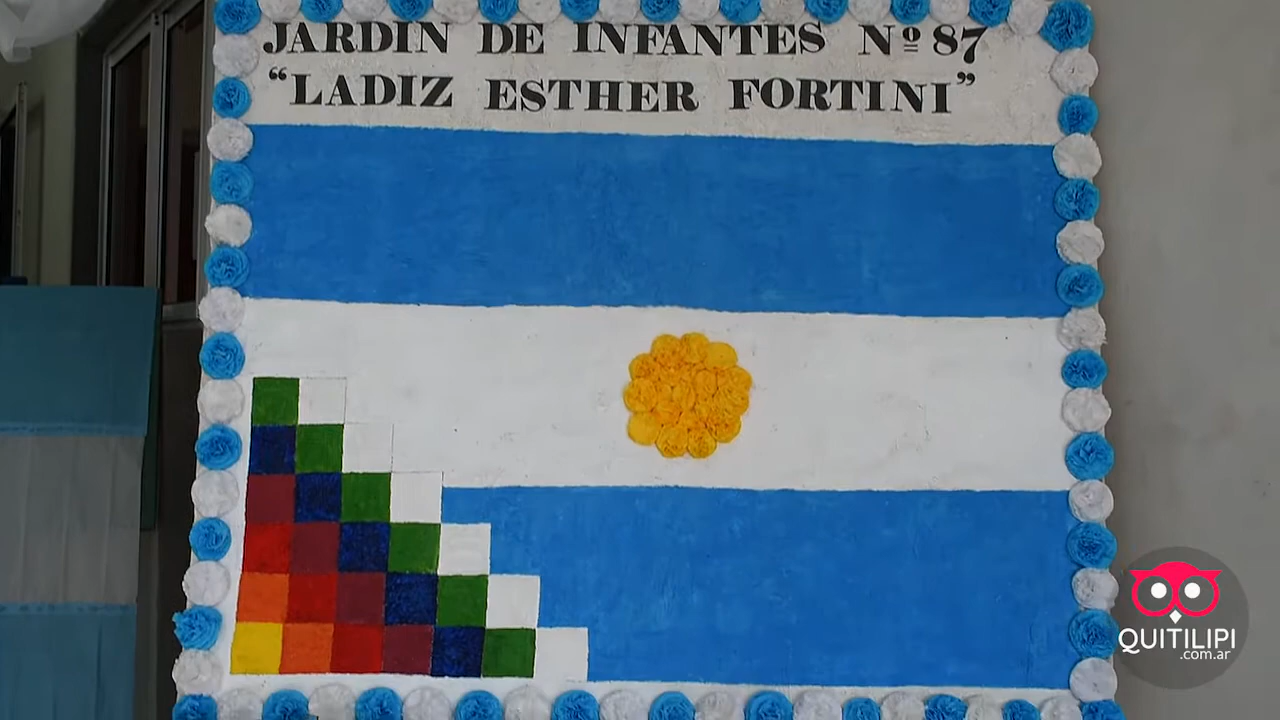 JARDIN DE INFANTES Nº 87
“LADIZ ESTHER FORTINI”
QUITILIPI
.com.ar